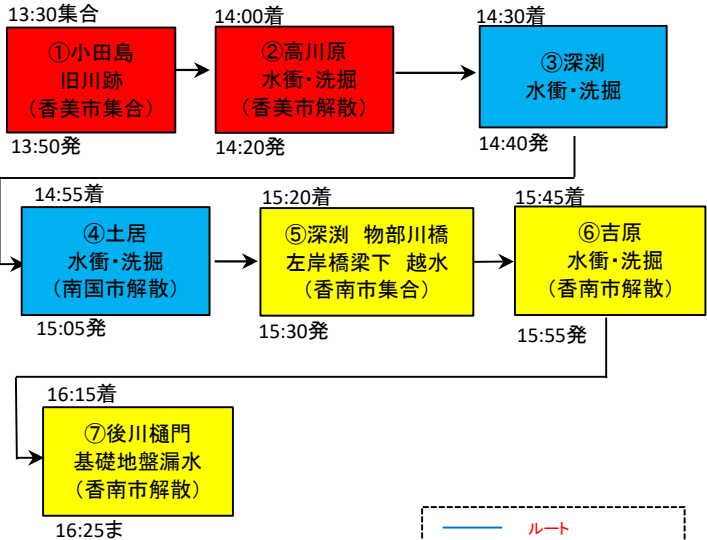 13:30集合
①小田島
旧川跡
(香美市集合)
13:50発
14:00着
②高川原
水衝・洗掘
(香美市解散)
14:20発
14:30着
③深渕
水衝・洗掘
14:40発
14:55着
④土居
水衝・洗掘
(南国市解散)
15:05発
15:20着
⑤深渕 物部川橋
左岸橋梁下 越水
(香南市集合)
15:30発
15:45着
⑥吉原
水衝・洗掘
(香南市解散)
15:55発
16:15着
⑦後川樋門
基礎地盤漏水
(香南市解散)
16:25ま
ルート